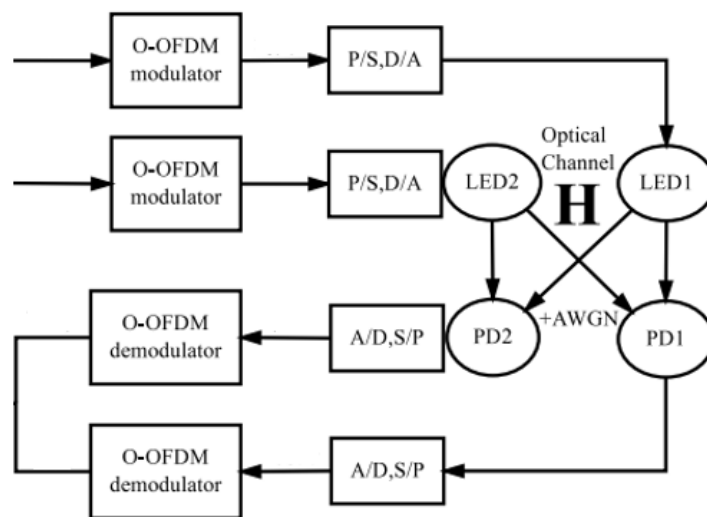 O-OFDM
modulator
P/S,D/A
O-OFDM
modulator
P/S,D/A
LED2
Optical
Channel
H
LED1
O-OFDM
demodulator
A/D,S/P
PD2
+AWGN
PD1
O-OFDM
demodulator
A/D,S/P